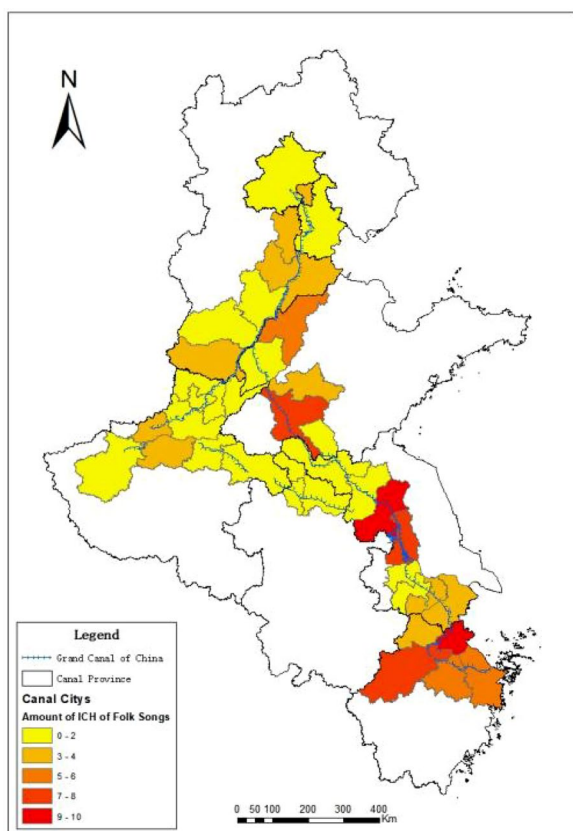 N
Legend
Grand Canal of China
Canal Province
Canal Citys
Amount of ICH of Folk Songs
0 - 2
3 - 4
5 - 6
7 - 8
9 - 10
0 50 100 200 300 400
Km